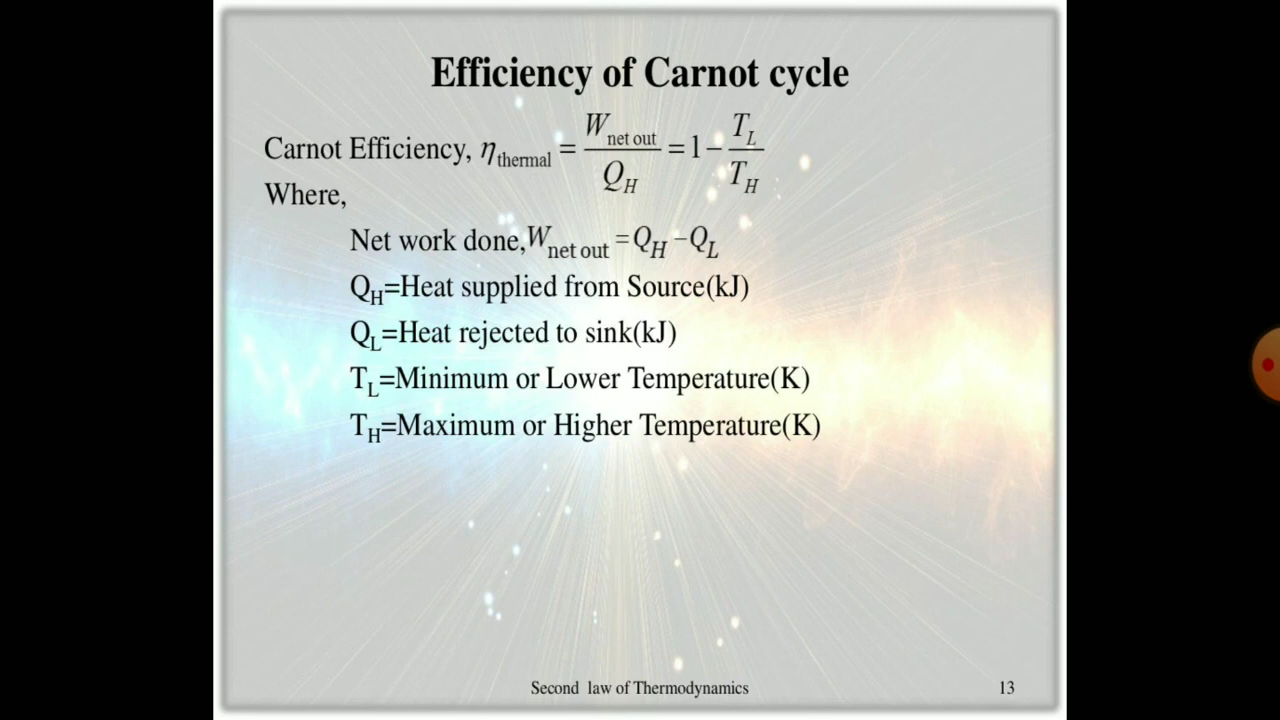 Efficiency of Carnot cycle
Carnot Efficiency, η_thermal = W_net out / Q_H = 1 − T_L / T_H
Where,
Net work done, W_net out = Q_H − Q_L
Q_H=Heat supplied from Source(kJ)
Q_L=Heat rejected to sink(kJ)
T_L=Minimum or Lower Temperature(K)
T_H=Maximum or Higher Temperature(K)
Second law of Thermodynamics 13